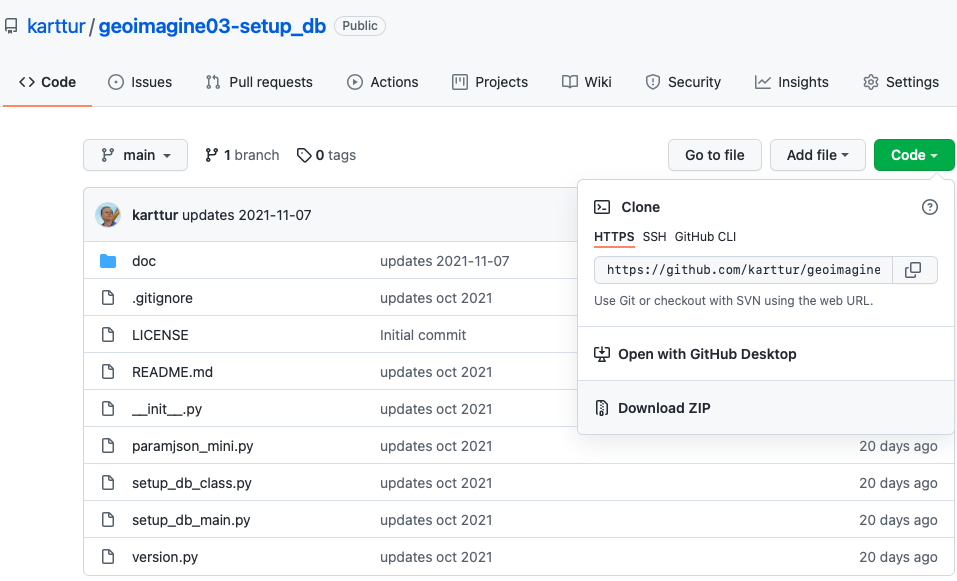 karttur / geoimagine03-setup_db Public
Code Issues Pull requests Actions Projects Wiki Security Insights Settings
main 1 branch 0 tags Go to file Add file Code
karttur updates 2021-11-07
Clone
HTTPS SSH GitHub CLI
https://github.com/karttur/geoimagine
Use Git or checkout with SVN using the web URL.
Open with GitHub Desktop
Download ZIP
doc updates 2021-11-07
.gitignore updates oct 2021
LICENSE Initial commit
README.md updates oct 2021
__init__.py updates oct 2021
paramjson_mini.py updates oct 2021 20 days ago
setup_db_class.py updates oct 2021 20 days ago
setup_db_main.py updates oct 2021 20 days ago
version.py updates oct 2021 20 days ago